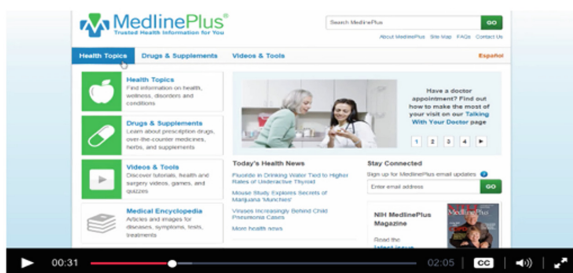 MedlinePlus®
Trusted Health Information for You
Search MedlinePlus
GO
About MedlinePlus Site Map FAQs Contact Us
Health Topics Drugs & Supplements Videos & Tools
Español
Health Topics
Find information on health,
wellness, disorders and
conditions
Drugs & Supplements
Learn about prescription drugs,
over-the-counter medicines,
herbs, and supplements
Videos & Tools
Discover tutorials, health and
surgery videos, games, and
quizzes
Medical Encyclopedia
Articles and images for
diseases, symptoms, tests,
treatments
Have a doctor
appointment? Find out
how to make the most of
your visit on our Talking
With Your Doctor page
1 2 3 4
Today's Health News
Fluoride in Drinking Water Tied to Higher
Rates of Underactive Thyroid
Mouse Study Explores Secrets of
Marijuana 'Munchies'
Viruses Increasingly Behind Child
Pneumonia Cases
More health news
Stay Connected
Sign up for MedlinePlus email updates
Enter email address
GO
NIH MedlinePlus
Magazine
Read the
latest issue
MedlinePlus
00:31
02:05
CC